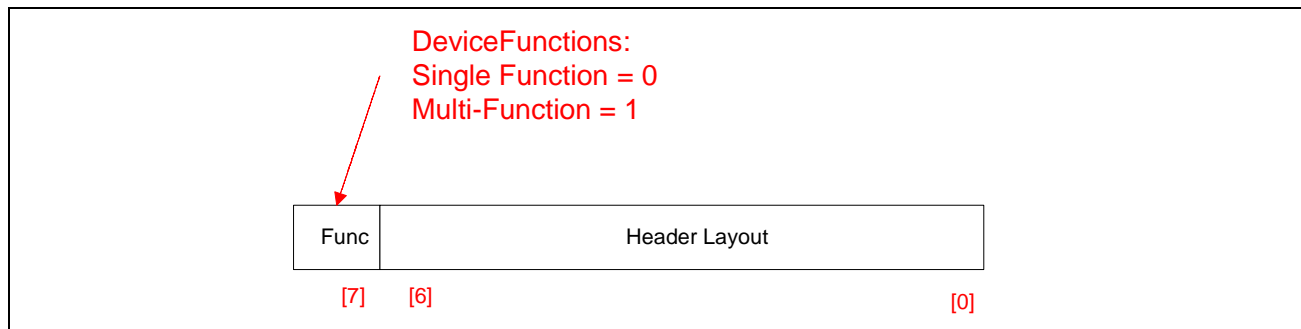 DeviceFunctions:
Single Function = 0
Multi-Function = 1
Func
Header Layout
[7]
[6]
[0]